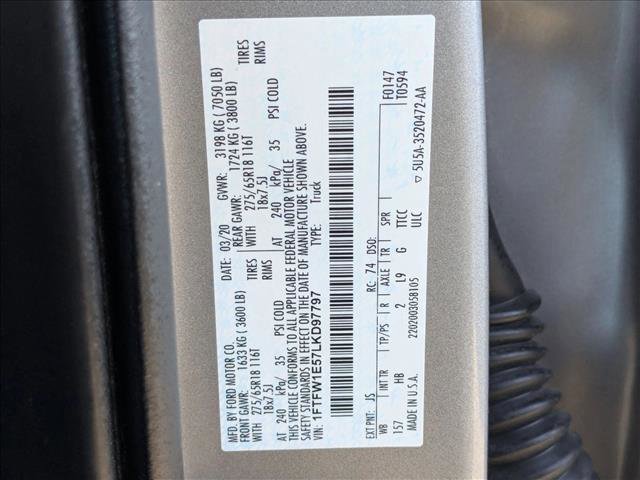 MFD. BY FORD MOTOR CO. DATE: 03/20 GVWR: 3198 KG ( 7050 LB)
FRONT GAWR: 1633 KG (3600 LB) REAR GAWR: 1724 KG ( 3800 LB)
WITH 275/65R18 116T TIRES WITH 275/65R18 116T TIRES
18x7.5J RIMS 18x7.5J RIMS
AT 240 kPa/ 35 PSI COLD AT 240 kPa/ 35 PSI COLD
THIS VEHICLE CONFORMS TO ALL APPLICABLE FEDERAL MOTOR VEHICLE
SAFETY STANDARDS IN EFFECT ON THE DATE OF MANUFACTURE SHOWN ABOVE.
1FTFW1E57LKD97797 TYPE: Truck
F0147
T0594
EXT PNT: JS RC: 74 DSO:
WB INT TR TP/PS R AXLE TR SPR
157 HB 2 L9 G TTCC
ULC
▽ 5U5A-3520472-AA
MADE IN U.S.A. 2202003058105